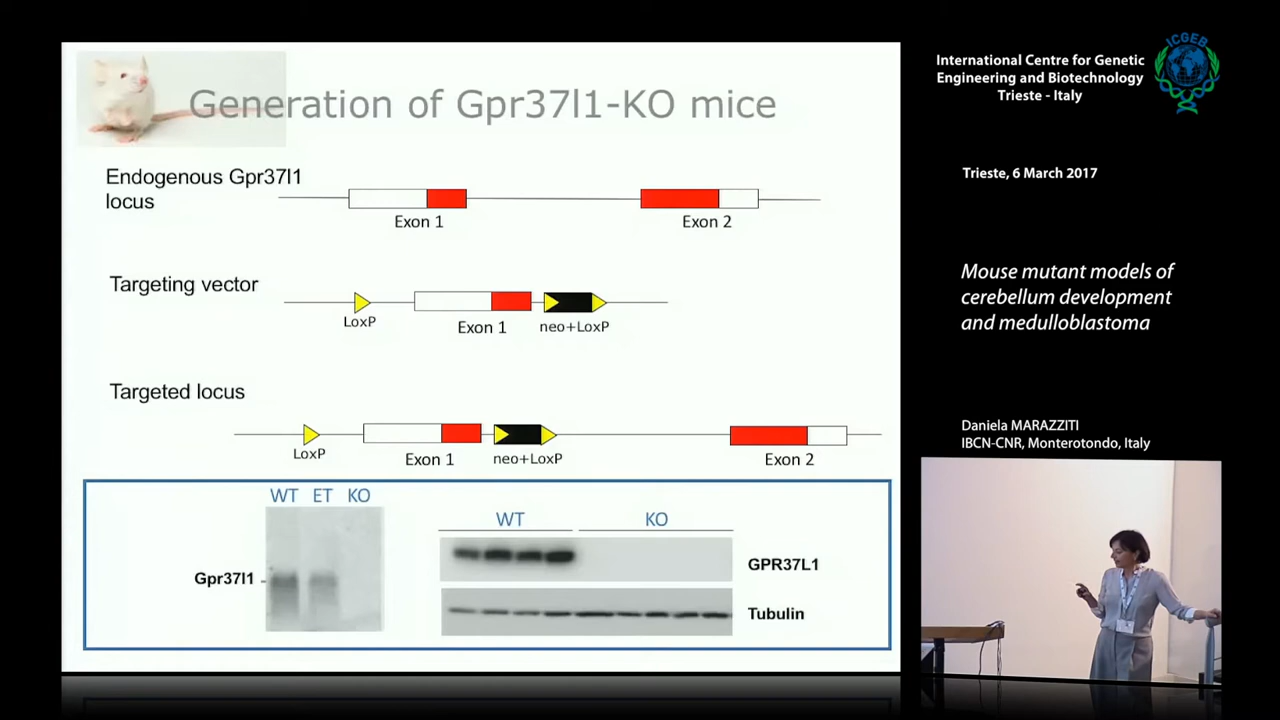 Generation of Gpr37l1-KO mice
Endogenous Gpr37l1
locus
Exon 1
Exon 2
Targeting vector
LoxP
Exon 1
neo+LoxP
Targeted locus
LoxP
Exon 1
neo+LoxP
Exon 2
WT ET KO
Gpr37l1
WT
KO
GPR37L1
Tubulin
ICGEB
International Centre for Genetic
Engineering and Biotechnology
Trieste - Italy
Trieste, 6 March 2017
Mouse mutant models of
cerebellum development
and medulloblastoma
Daniela MARAZZITI
IBCN-CNR, Monterotondo, Italy